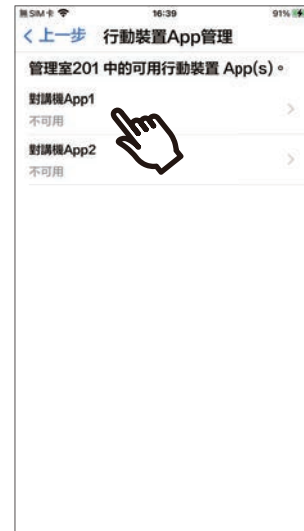 無SIM卡 16:39 91%
上一步 行動裝置App管理
管理室201 中的可用行動裝置 App(s)。
對講機App1
不可用
對講機App2
不可用